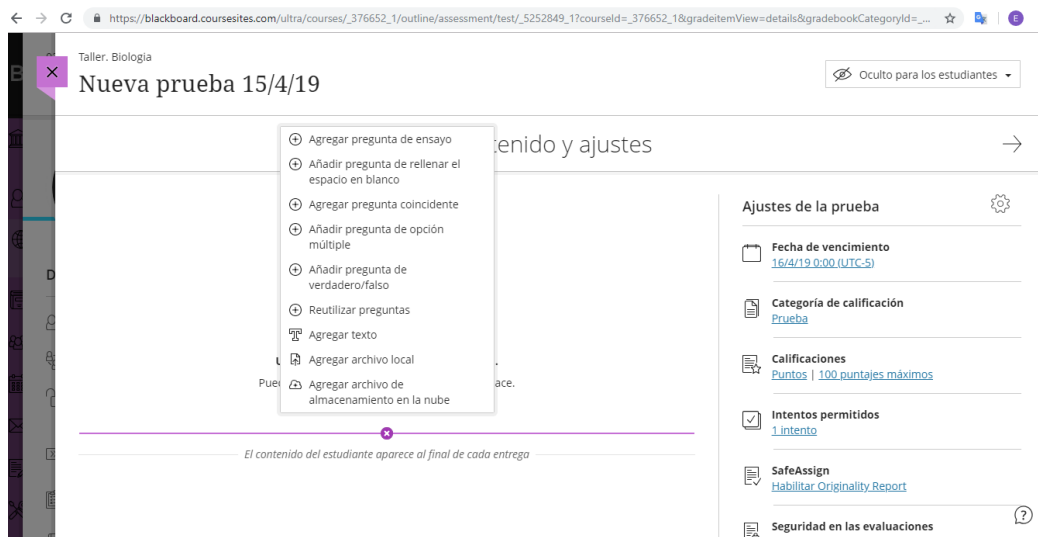 https://blackboard.coursesites.com/ultra/courses/_376652_1/outline/assessment/test/_5252849_1?courseId=_376652_1&gradeitemView=details&gradebookCategoryId=_...
E
Taller. Biologia
Nueva prueba 15/4/19
Oculto para los estudiantes
tenido y ajustes
Agregar pregunta de ensayo
Añadir pregunta de rellenar el
espacio en blanco
Agregar pregunta coincidente
Añadir pregunta de opción
múltiple
Añadir pregunta de
verdadero/falso
Reutilizar preguntas
Agregar texto
Agregar archivo local
Agregar archivo de
almacenamiento en la nube
Pue
ace.
El contenido del estudiante aparece al final de cada entrega
Ajustes de la prueba
Fecha de vencimiento
16/4/19 0:00 (UTC-5)
Categoría de calificación
Prueba
Calificaciones
Puntos | 100 puntajes máximos
Intentos permitidos
1 intento
SafeAssign
Habilitar Originality Report
Seguridad en las evaluaciones